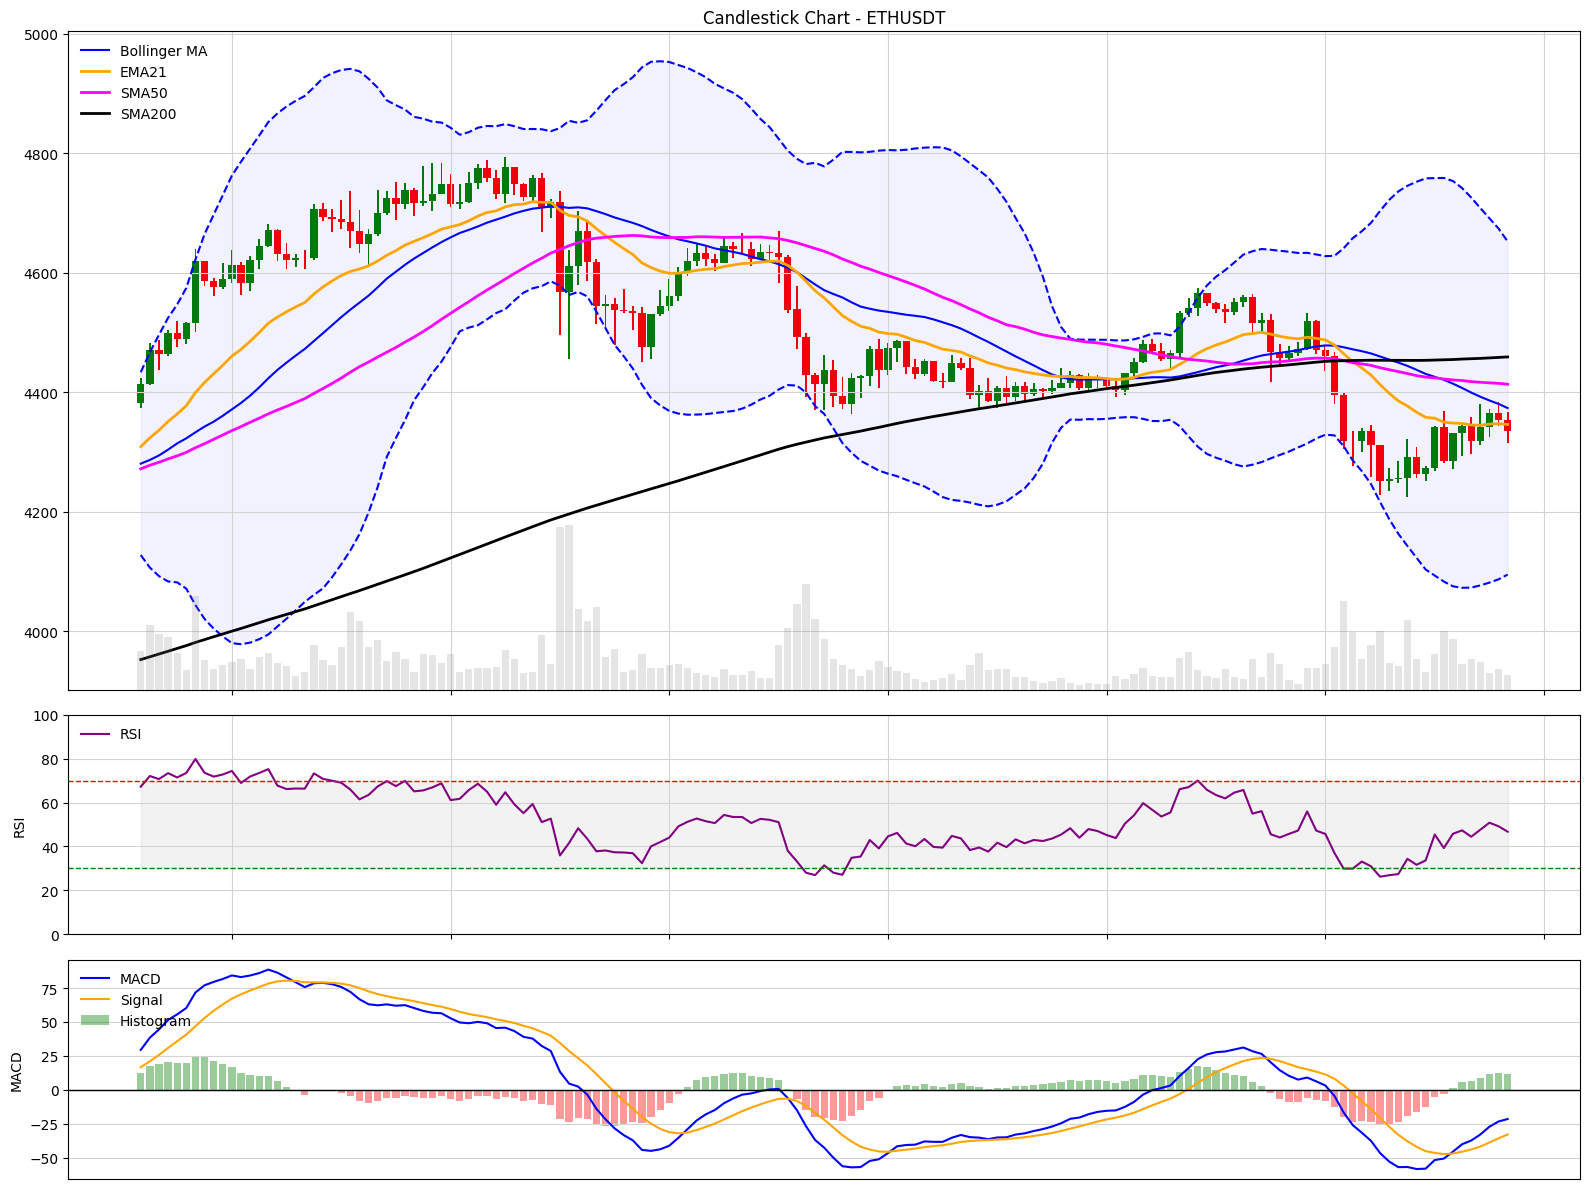 Candlestick Chart - ETHUSDT
5000
4800
4600
4400
4200
4000
Bollinger MA
EMA21
SMA50
SMA200
100
80
60
40
20
0
RSI
RSI
75
50
25
0
−25
−50
MACD
MACD
Signal
Histogram